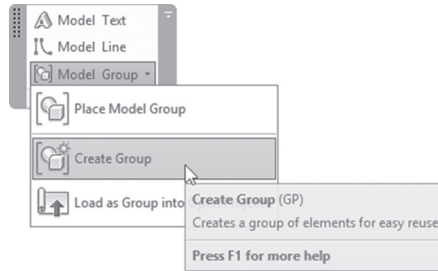 Model Text
Model Line
Model Group
Place Model Group
Create Group
Load as Group into
Create Group (GP)
Creates a group of elements for easy reuse
Press F1 for more help